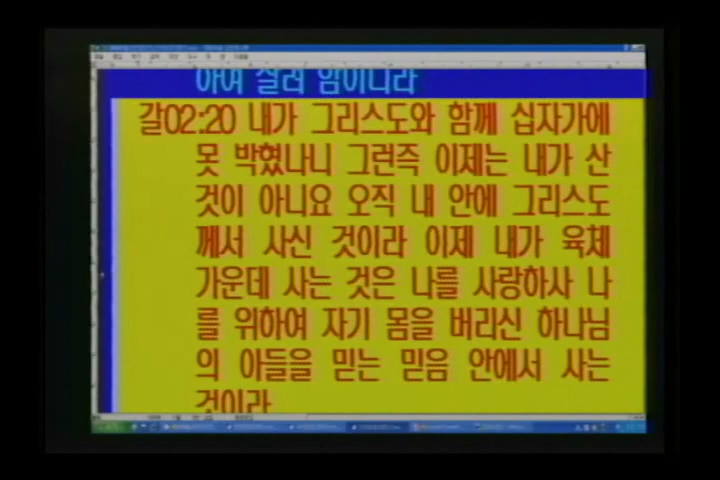 하여 살려 함이니라
갈02:20 내가 그리스도와 함께 십자가에
못 박혔나니 그런즉 이제는 내가 산
것이 아니요 오직 내 안에 그리스도
께서 사신 것이라 이제 내가 육체
가운데 사는 것은 나를 사랑하사 나
를 위하여 자기 몸을 버리신 하나님
의 아들을 믿는 믿음 안에서 사는
것이라